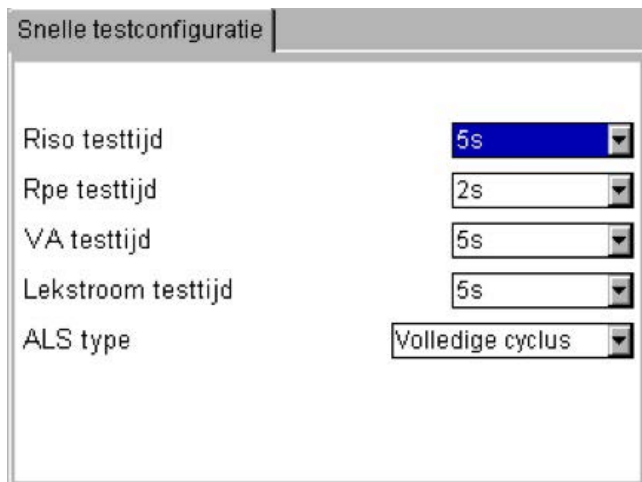 Snelle testconfiguratie
Riso testtijd 5s
Rpe testtijd 2s
VA testtijd 5s
Lekstroom testtijd 5s
ALS type Volledige cyclus